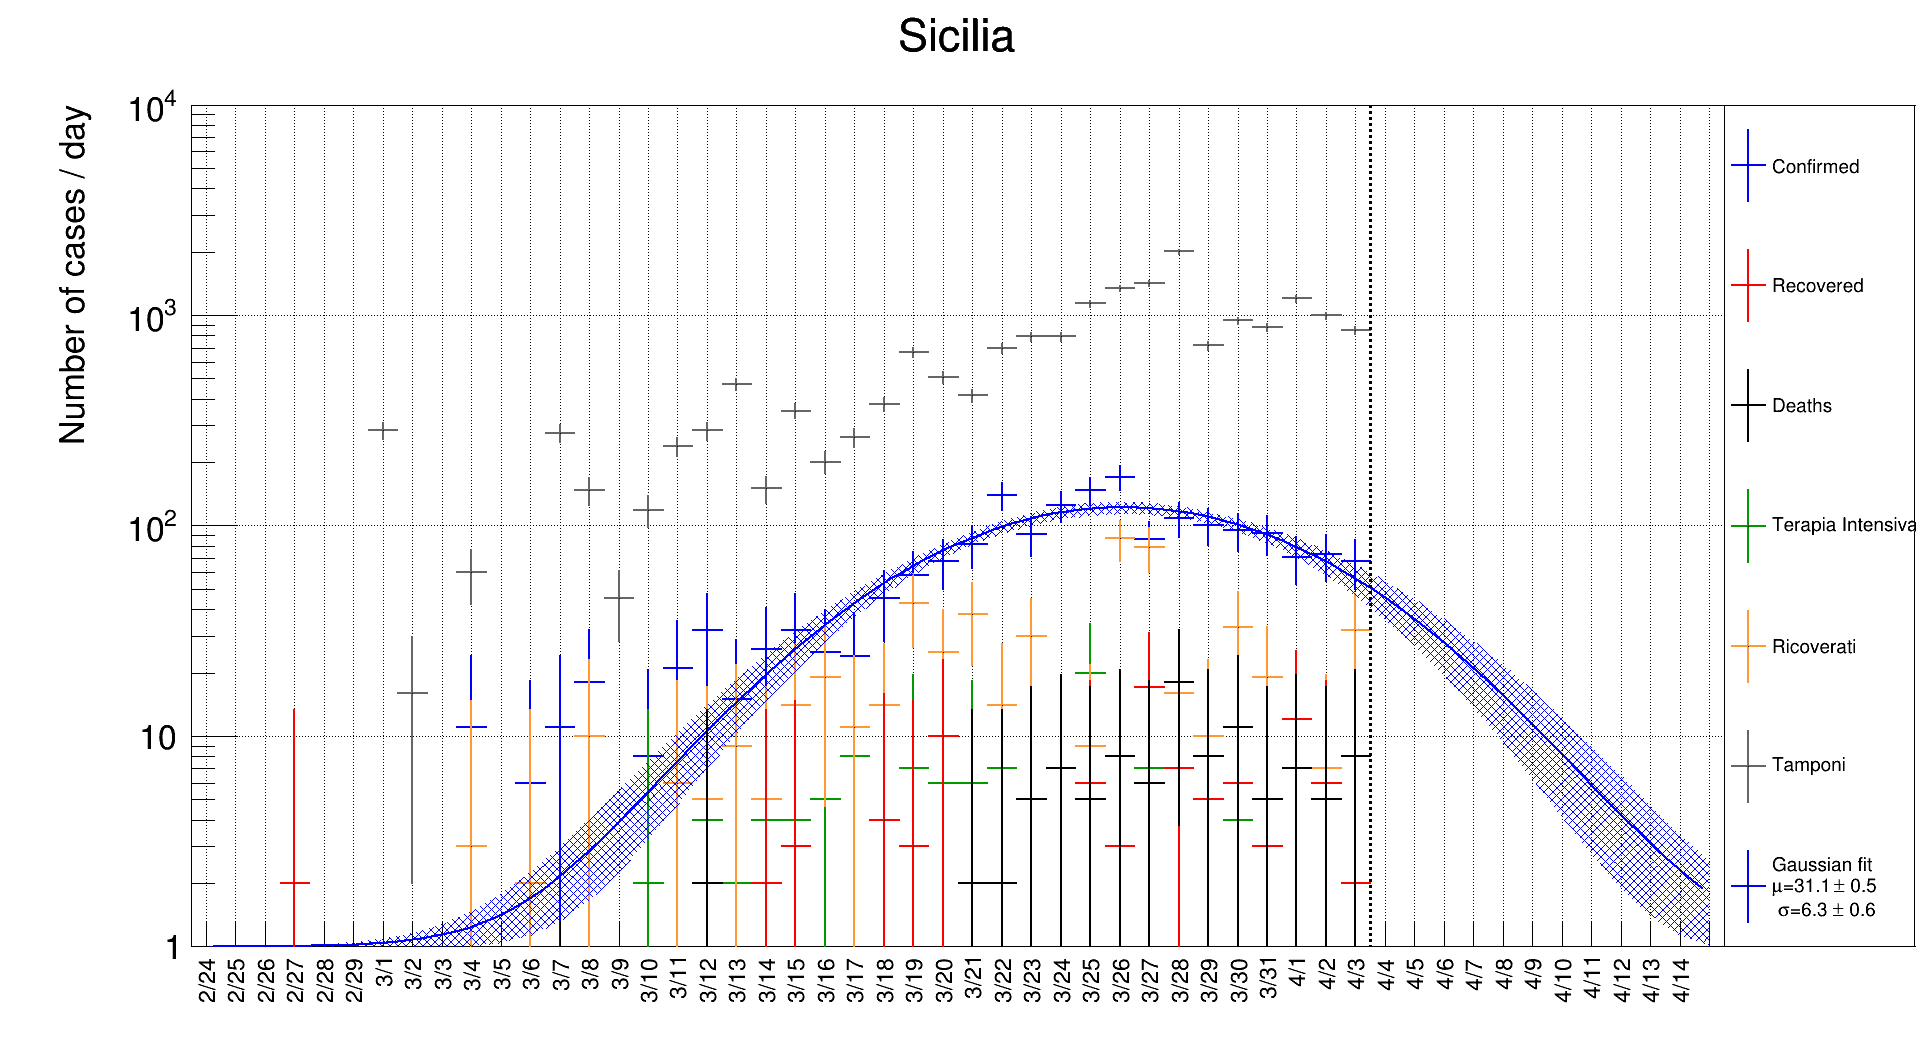 Sicilia
Number of cases / day
10⁴
10³
10²
10
1
2/24 2/25 2/26 2/27 2/28 2/29 3/1 3/2 3/3 3/4 3/5 3/6 3/7 3/8 3/9 3/10 3/11 3/12 3/13 3/14 3/15 3/16 3/17 3/18 3/19 3/20 3/21 3/22 3/23 3/24 3/25 3/26 3/27 3/28 3/29 3/30 3/31 4/1 4/2 4/3 4/4 4/5 4/6 4/7 4/8 4/9 4/10 4/11 4/12 4/13 4/14
Confirmed
Recovered
Deaths
Terapia Intensiva
Ricoverati
Tamponi
Gaussian fit
μ=31.1 ± 0.5
σ=6.3 ± 0.6